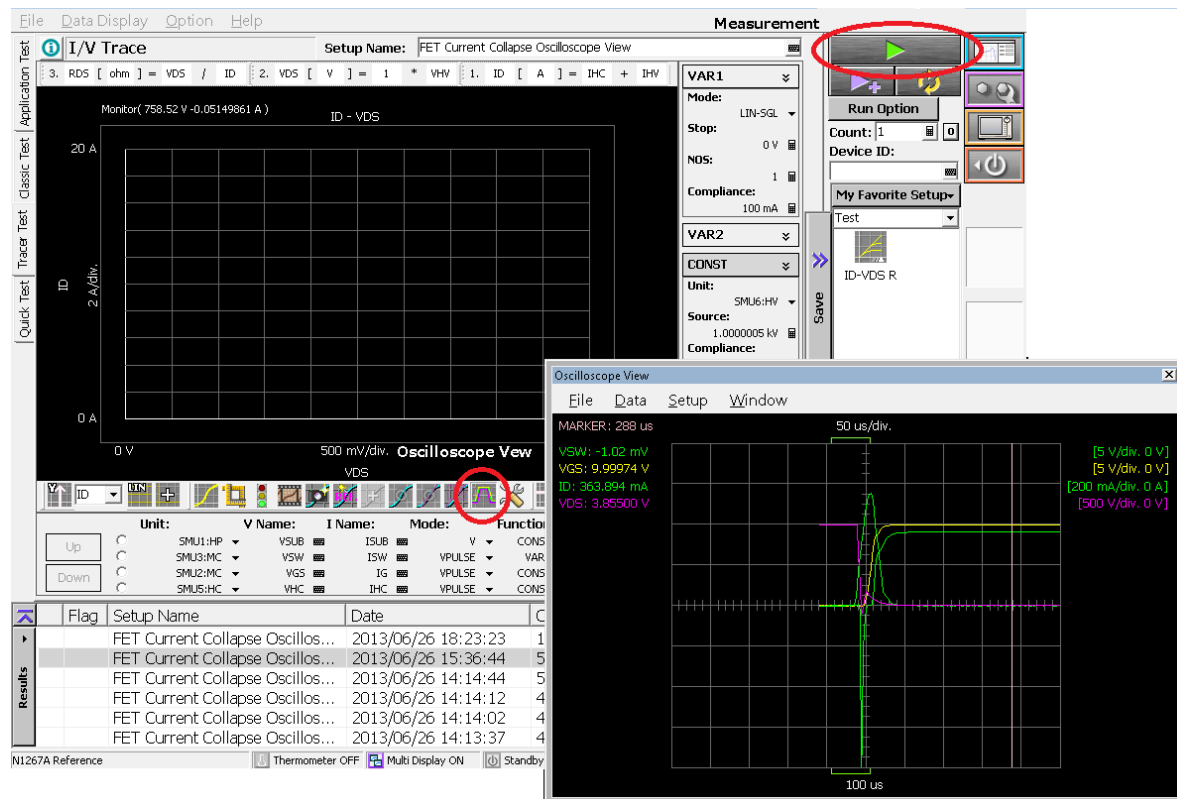 File Data Display Option Help
Measurement
I/V Trace Setup Name: FET Current Collapse Oscilloscope View
3. RDS [ ohm ] = VDS / ID 2. VDS [ V ] = 1 * VHV 1. ID [ A ] = IHC + IHV
Quick Test Tracer Test Classic Test Application Test
Monitor( 758.52 V -0.05149861 A )
ID - VDS
20 A
ID
2 A/div.
0 A
0 V 500 mV/div.
VDS
Oscilloscope Vew
VAR1
Mode:
LIN-SGL
Stop:
0 V
NOS:
1
Compliance:
100 mA
VAR2
CONST
Unit:
SMU6:HV
Source:
1.0000005 kV
Compliance:
Save
Run Option
Count: 1 0
Device ID:
My Favorite Setup
Test
ID-VDS R
ID LIN
Unit: V Name: I Name: Mode: Function
Up
Down
SMU1:HP VSUB ISUB V CONS
SMU3:MC VSW ISW VPULSE VAR
SMU2:MC VGS IG VPULSE CONS
SMU5:HC VHC IHC VPULSE CONS
Results
Flag Setup Name Date C
FET Current Collapse Oscillos... 2013/06/26 18:23:23 1
FET Current Collapse Oscillos... 2013/06/26 15:36:44 5
FET Current Collapse Oscillos... 2013/06/26 14:14:44 5
FET Current Collapse Oscillos... 2013/06/26 14:14:12 4
FET Current Collapse Oscillos... 2013/06/26 14:14:02 4
FET Current Collapse Oscillos... 2013/06/26 14:13:37 4
N1267A Reference Thermometer OFF Multi Display ON Standby
Oscilloscope View
File Data Setup Window
MARKER: 288 us 50 us/div.
VSW: -1.02 mV [5 V/div. 0 V]
VGS: 9.99974 V [5 V/div. 0 V]
ID: 363.894 mA [200 mA/div. 0 A]
VDS: 3.85500 V [500 V/div. 0 V]
100 us